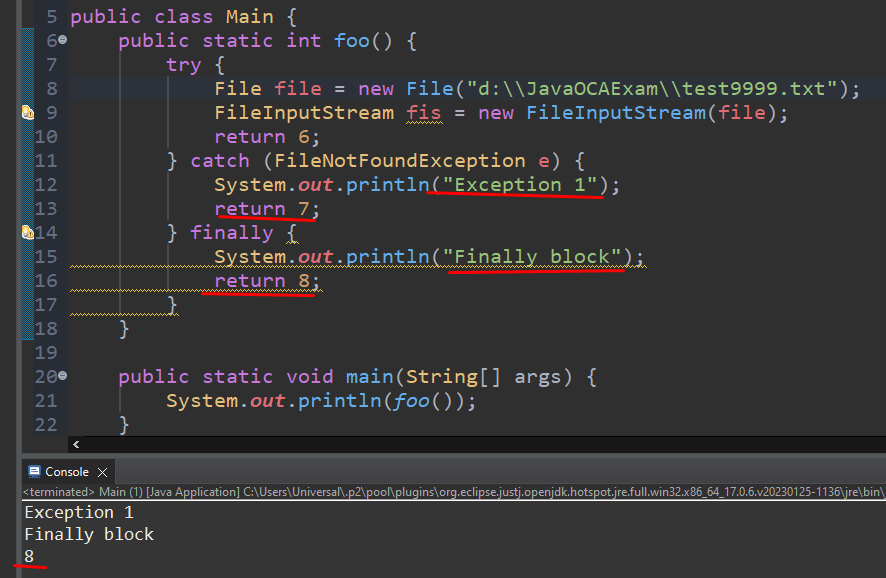 5 public class Main {
6 public static int foo() {
7 try {
8 File file = new File("d:\\JavaOCAExam\\test9999.txt");
9 FileInputStream fis = new FileInputStream(file);
10 return 6;
11 } catch (FileNotFoundException e) {
12 System.out.println("Exception 1");
13 return 7;
14 } finally {
15 System.out.println("Finally block");
16 return 8;
17 }
18 }
19
20 public static void main(String[] args) {
21 System.out.println(foo());
22 }
Console
<terminated> Main (1) [Java Application] C:\Users\Universal\.p2\pool\plugins\org.eclipse.justj.openjdk.hotspot.jre.full.win32.x86_64_17.0.6.v20230125-1136\jre\bin\
Exception 1
Finally block
8